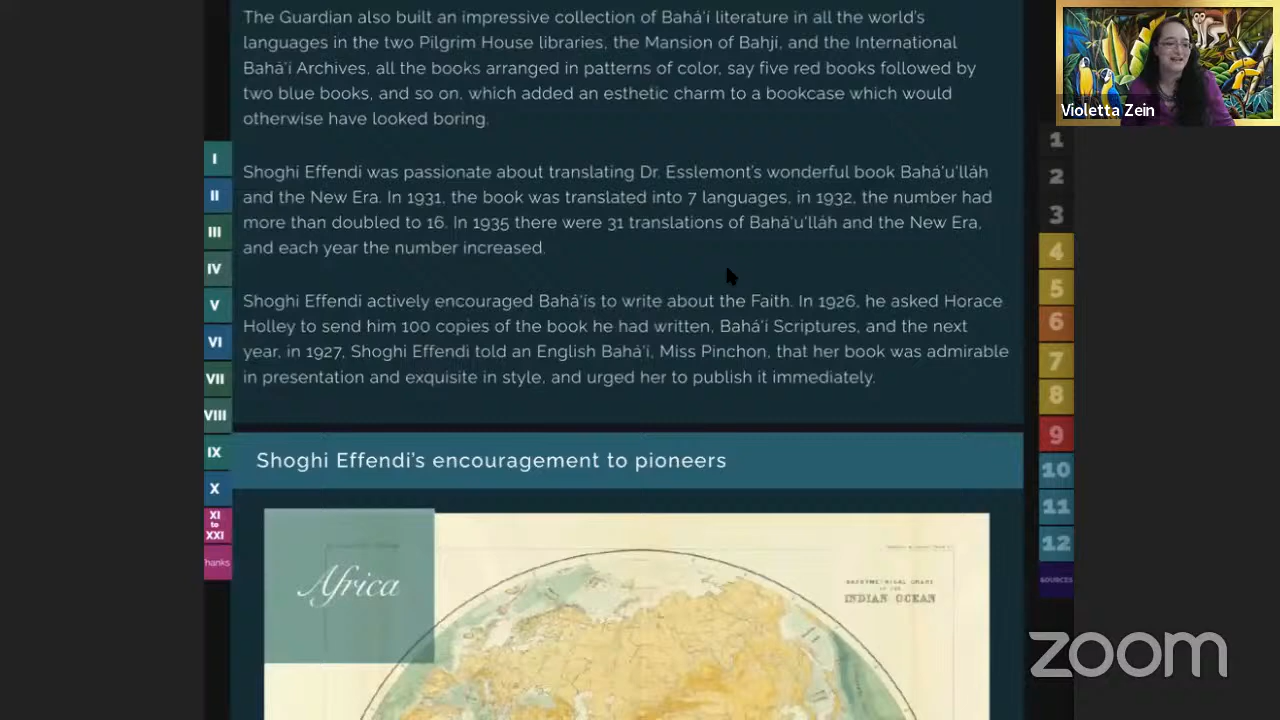 The Guardian also built an impressive collection of Bahá'í literature in all the world's
languages in the two Pilgrim House libraries, the Mansion of Bahjí, and the International
Bahá'í Archives, all the books arranged in patterns of color, say five red books followed by
two blue books, and so on, which added an esthetic charm to a bookcase which would
otherwise have looked boring.
Shoghi Effendi was passionate about translating Dr. Esslemont's wonderful book Bahá'u'lláh
and the New Era. In 1931, the book was translated into 7 languages, in 1932, the number had
more than doubled to 16. In 1935 there were 31 translations of Bahá'u'lláh and the New Era,
and each year the number increased.
Shoghi Effendi actively encouraged Bahá'ís to write about the Faith. In 1926, he asked Horace
Holley to send him 100 copies of the book he had written, Bahá'í Scriptures, and the next
year, in 1927, Shoghi Effendi told an English Bahá'í, Miss Pinchon, that her book was admirable
in presentation and exquisite in style, and urged her to publish it immediately.
Shoghi Effendi's encouragement to pioneers
Africa
INDIAN OCEAN
I
II
III
IV
V
VI
VII
VIII
IX
X
XI
to
XXI
hanks
1
2
3
4
5
6
7
8
9
10
11
12
SOURCES
Violetta Zein
zoom